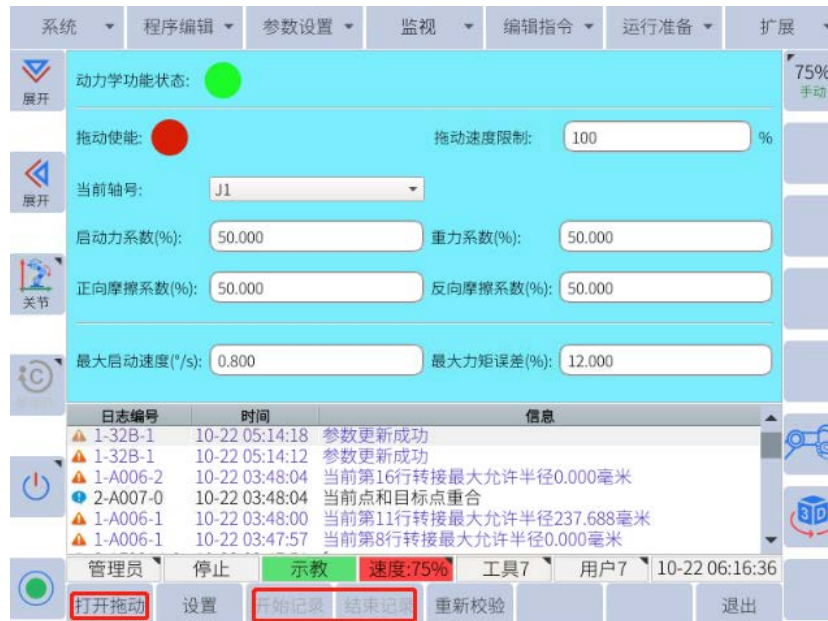 系统 程序编辑 参数设置 监视 编辑指令 运行准备 扩展
展开
动力学功能状态:
75%
手动
拖动使能:
拖动速度限制: 100 %
展开
当前轴号: J1
启动力系数(%): 50.000 重力系数(%): 50.000
关节
正向摩擦系数(%): 50.000 反向摩擦系数(%): 50.000
最大启动速度(°/s): 0.800 最大力矩误差(%): 12.000
日志编号 时间 信息
1-32B-1 10-22 05:14:18 参数更新成功
1-32B-1 10-22 05:14:12 参数更新成功
1-A006-2 10-22 03:48:04 当前第16行转接最大允许半径0.000毫米
2-A007-0 10-22 03:48:04 当前点和目标点重合
1-A006-1 10-22 03:48:00 当前第11行转接最大允许半径237.688毫米
1-A006-1 10-22 03:47:57 当前第8行转接最大允许半径0.000毫米
3D
管理员 停止 示教 速度:75% 工具7 用户7 10-22 06:16:36
打开拖动 设置 开始记录 结束记录 重新校验 退出